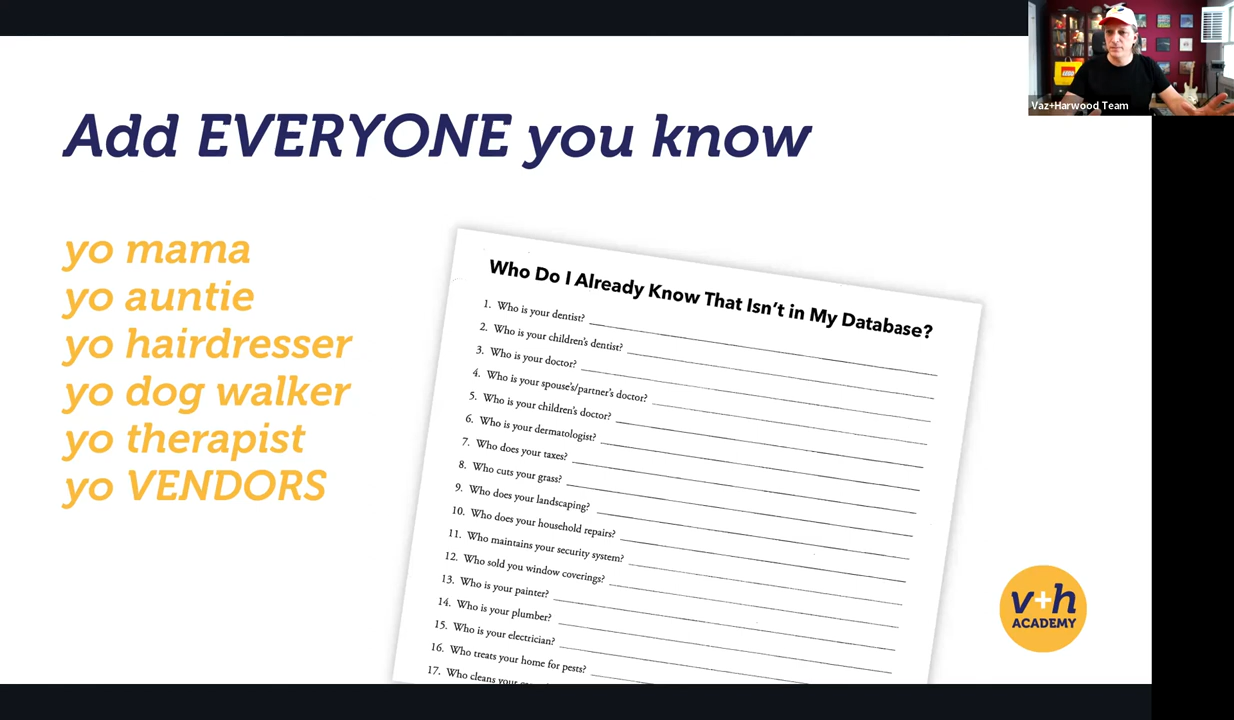 Add EVERYONE you know
yo mama
yo auntie
yo hairdresser
yo dog walker
yo therapist
yo VENDORS
Who Do I Already Know That Isn't in My Database?
1. Who is your dentist?
2. Who is your children's dentist?
3. Who is your doctor?
4. Who is your spouse's/partner's doctor?
5. Who is your children's doctor?
6. Who is your dermatologist?
7. Who does your taxes?
8. Who cuts your grass?
9. Who does your landscaping?
10. Who does your household repairs?
11. Who maintains your security system?
12. Who sold you window coverings?
13. Who is your painter?
14. Who is your plumber?
15. Who is your electrician?
16. Who treats your home for pests?
17. Who cleans your
v+h
ACADEMY
LEGO
Vaz+Harwood Team